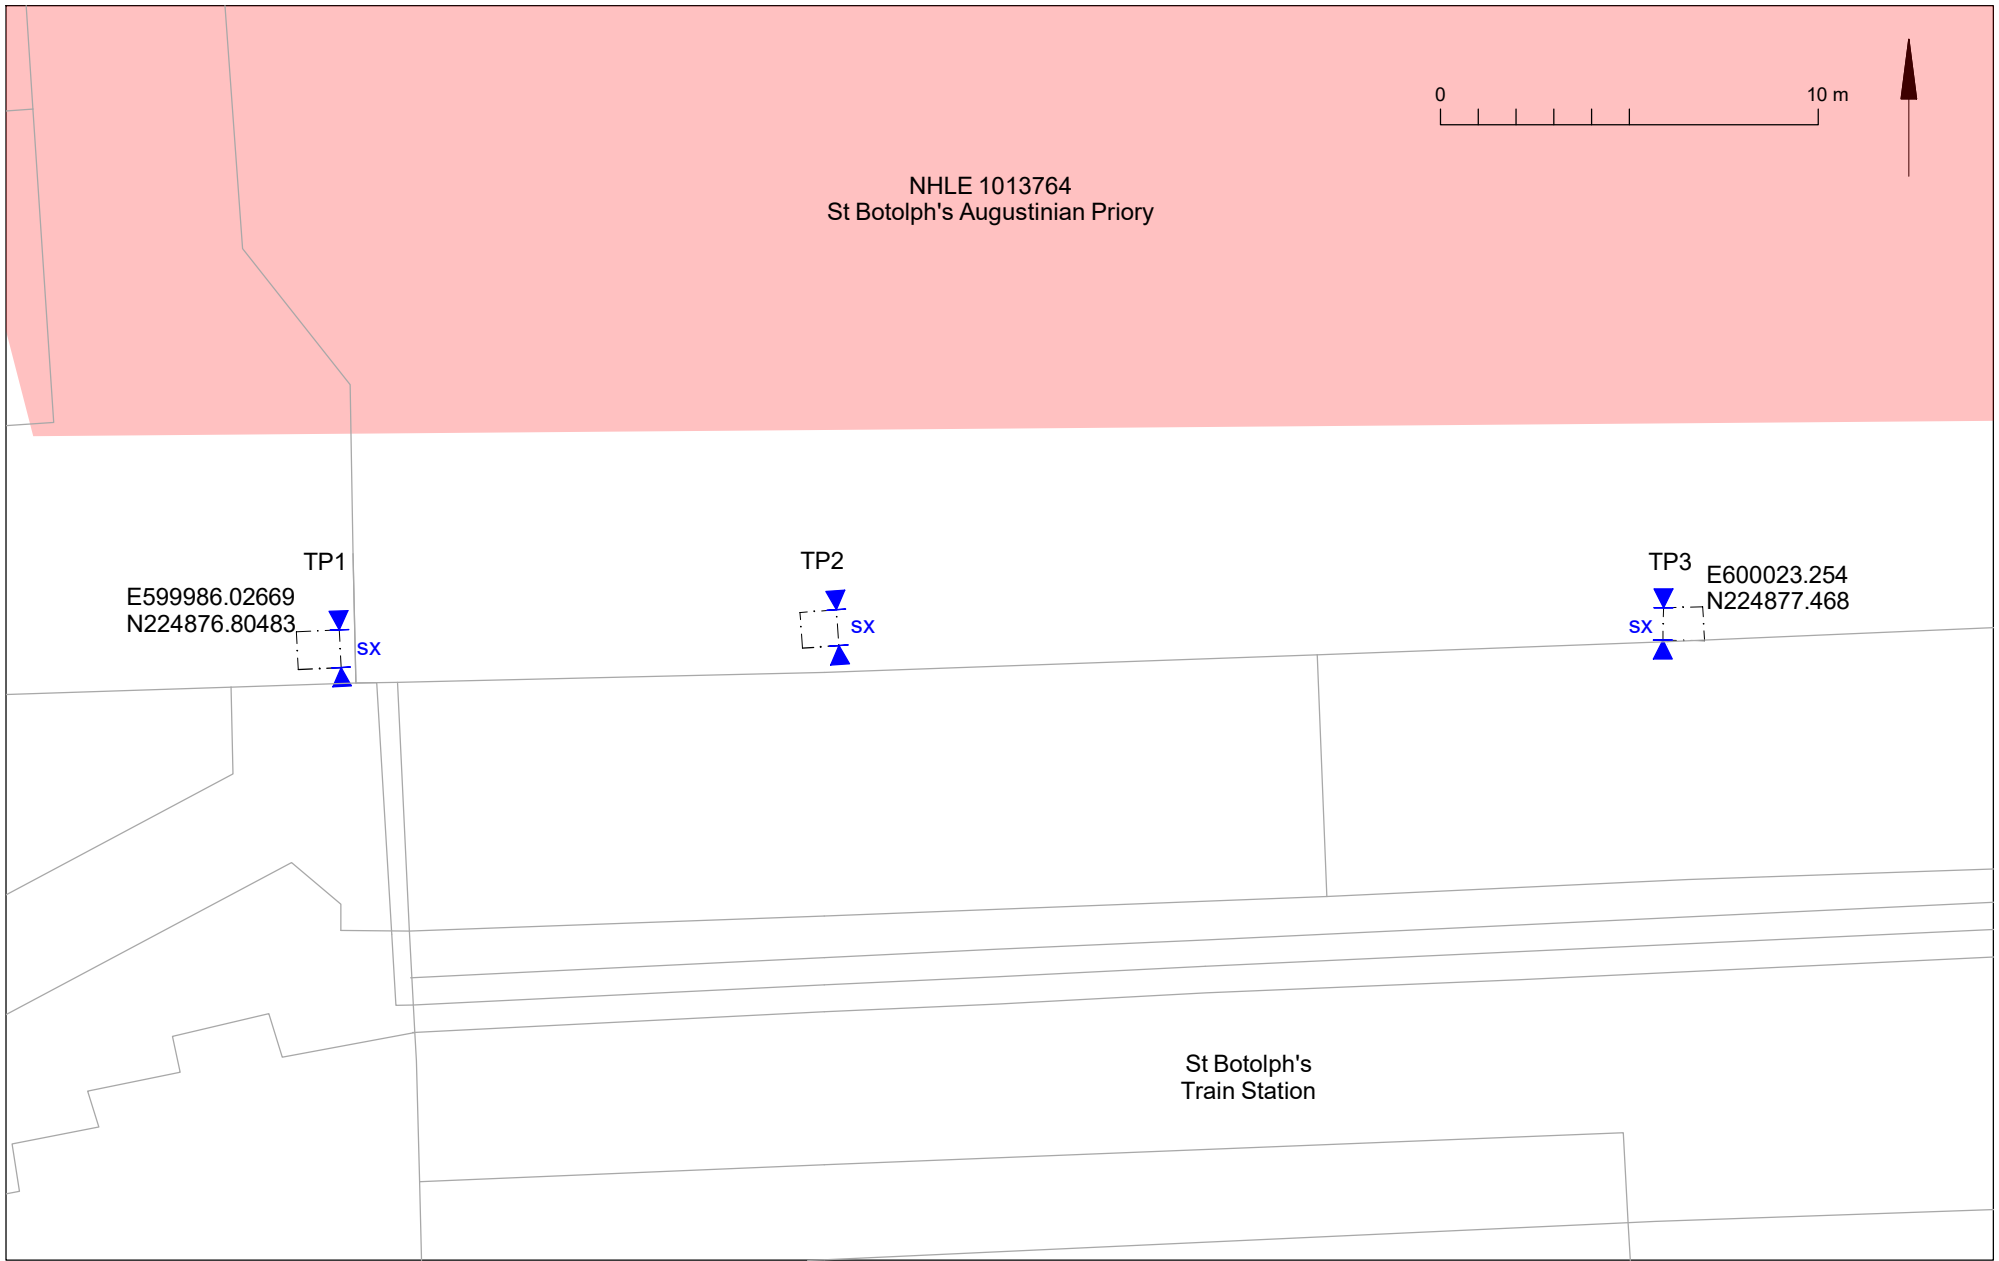 0 10 m
NHLE 1013764
St Botolph's Augustinian Priory
TP1
E599986.02669
N224876.80483
sx
TP2
sx
TP3
E600023.254
N224877.468
sx
St Botolph's
Train Station